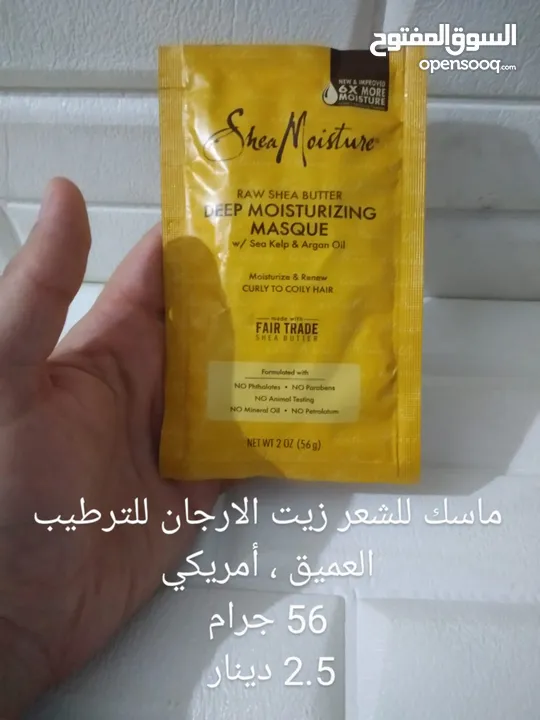 السوق المفتوح
opensooq.com
NEW & IMPROVED
6X MORE
MOISTURE
SheaMoisture
RAW SHEA BUTTER
DEEP MOISTURIZING
MASQUE
w/ Sea Kelp & Argan Oil
Moisturize & Renew
CURLY TO COILY HAIR
made with
FAIR TRADE
SHEA BUTTER
Formulated with
NO Phthalates • NO Parabens
NO Animal Testing
NO Mineral Oil • NO Petrolatum
NET WT 2 OZ (56g)
ماسك للشعر زيت الارجان للترطيب
العميق ، أمريكي
56 جرام
2.5 دينار